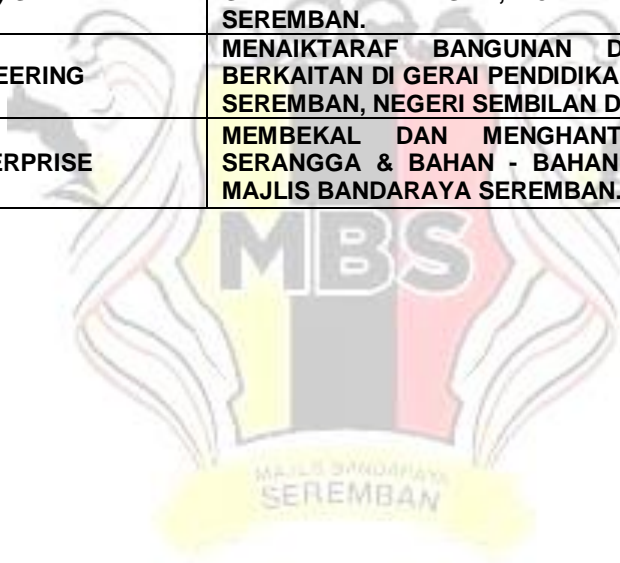 SEREMBAN.
EERING
MENAIKTARAF BANGUNAN D
BERKAITAN DI GERAI PENDIDIKA
SEREMBAN, NEGERI SEMBILAN D
ERPRISE
MEMBEKAL DAN MENGHANT
SERANGGA & BAHAN - BAHAN
MAJLIS BANDARAYA SEREMBAN.
MBS
MAJLIS BANDARAYA
SEREMBAN